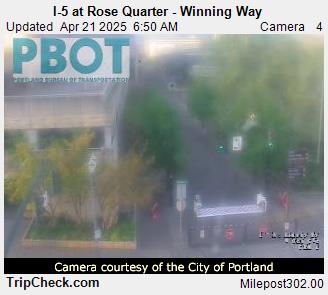 I-5 at Rose Quarter - Winning Way
Updated Apr 21 2025 6:50 AM Camera 4
PBOT
PORTLAND BUREAU OF TRANSPORTATION
Camera courtesy of the City of Portland
TripCheck.com Milepost302.00